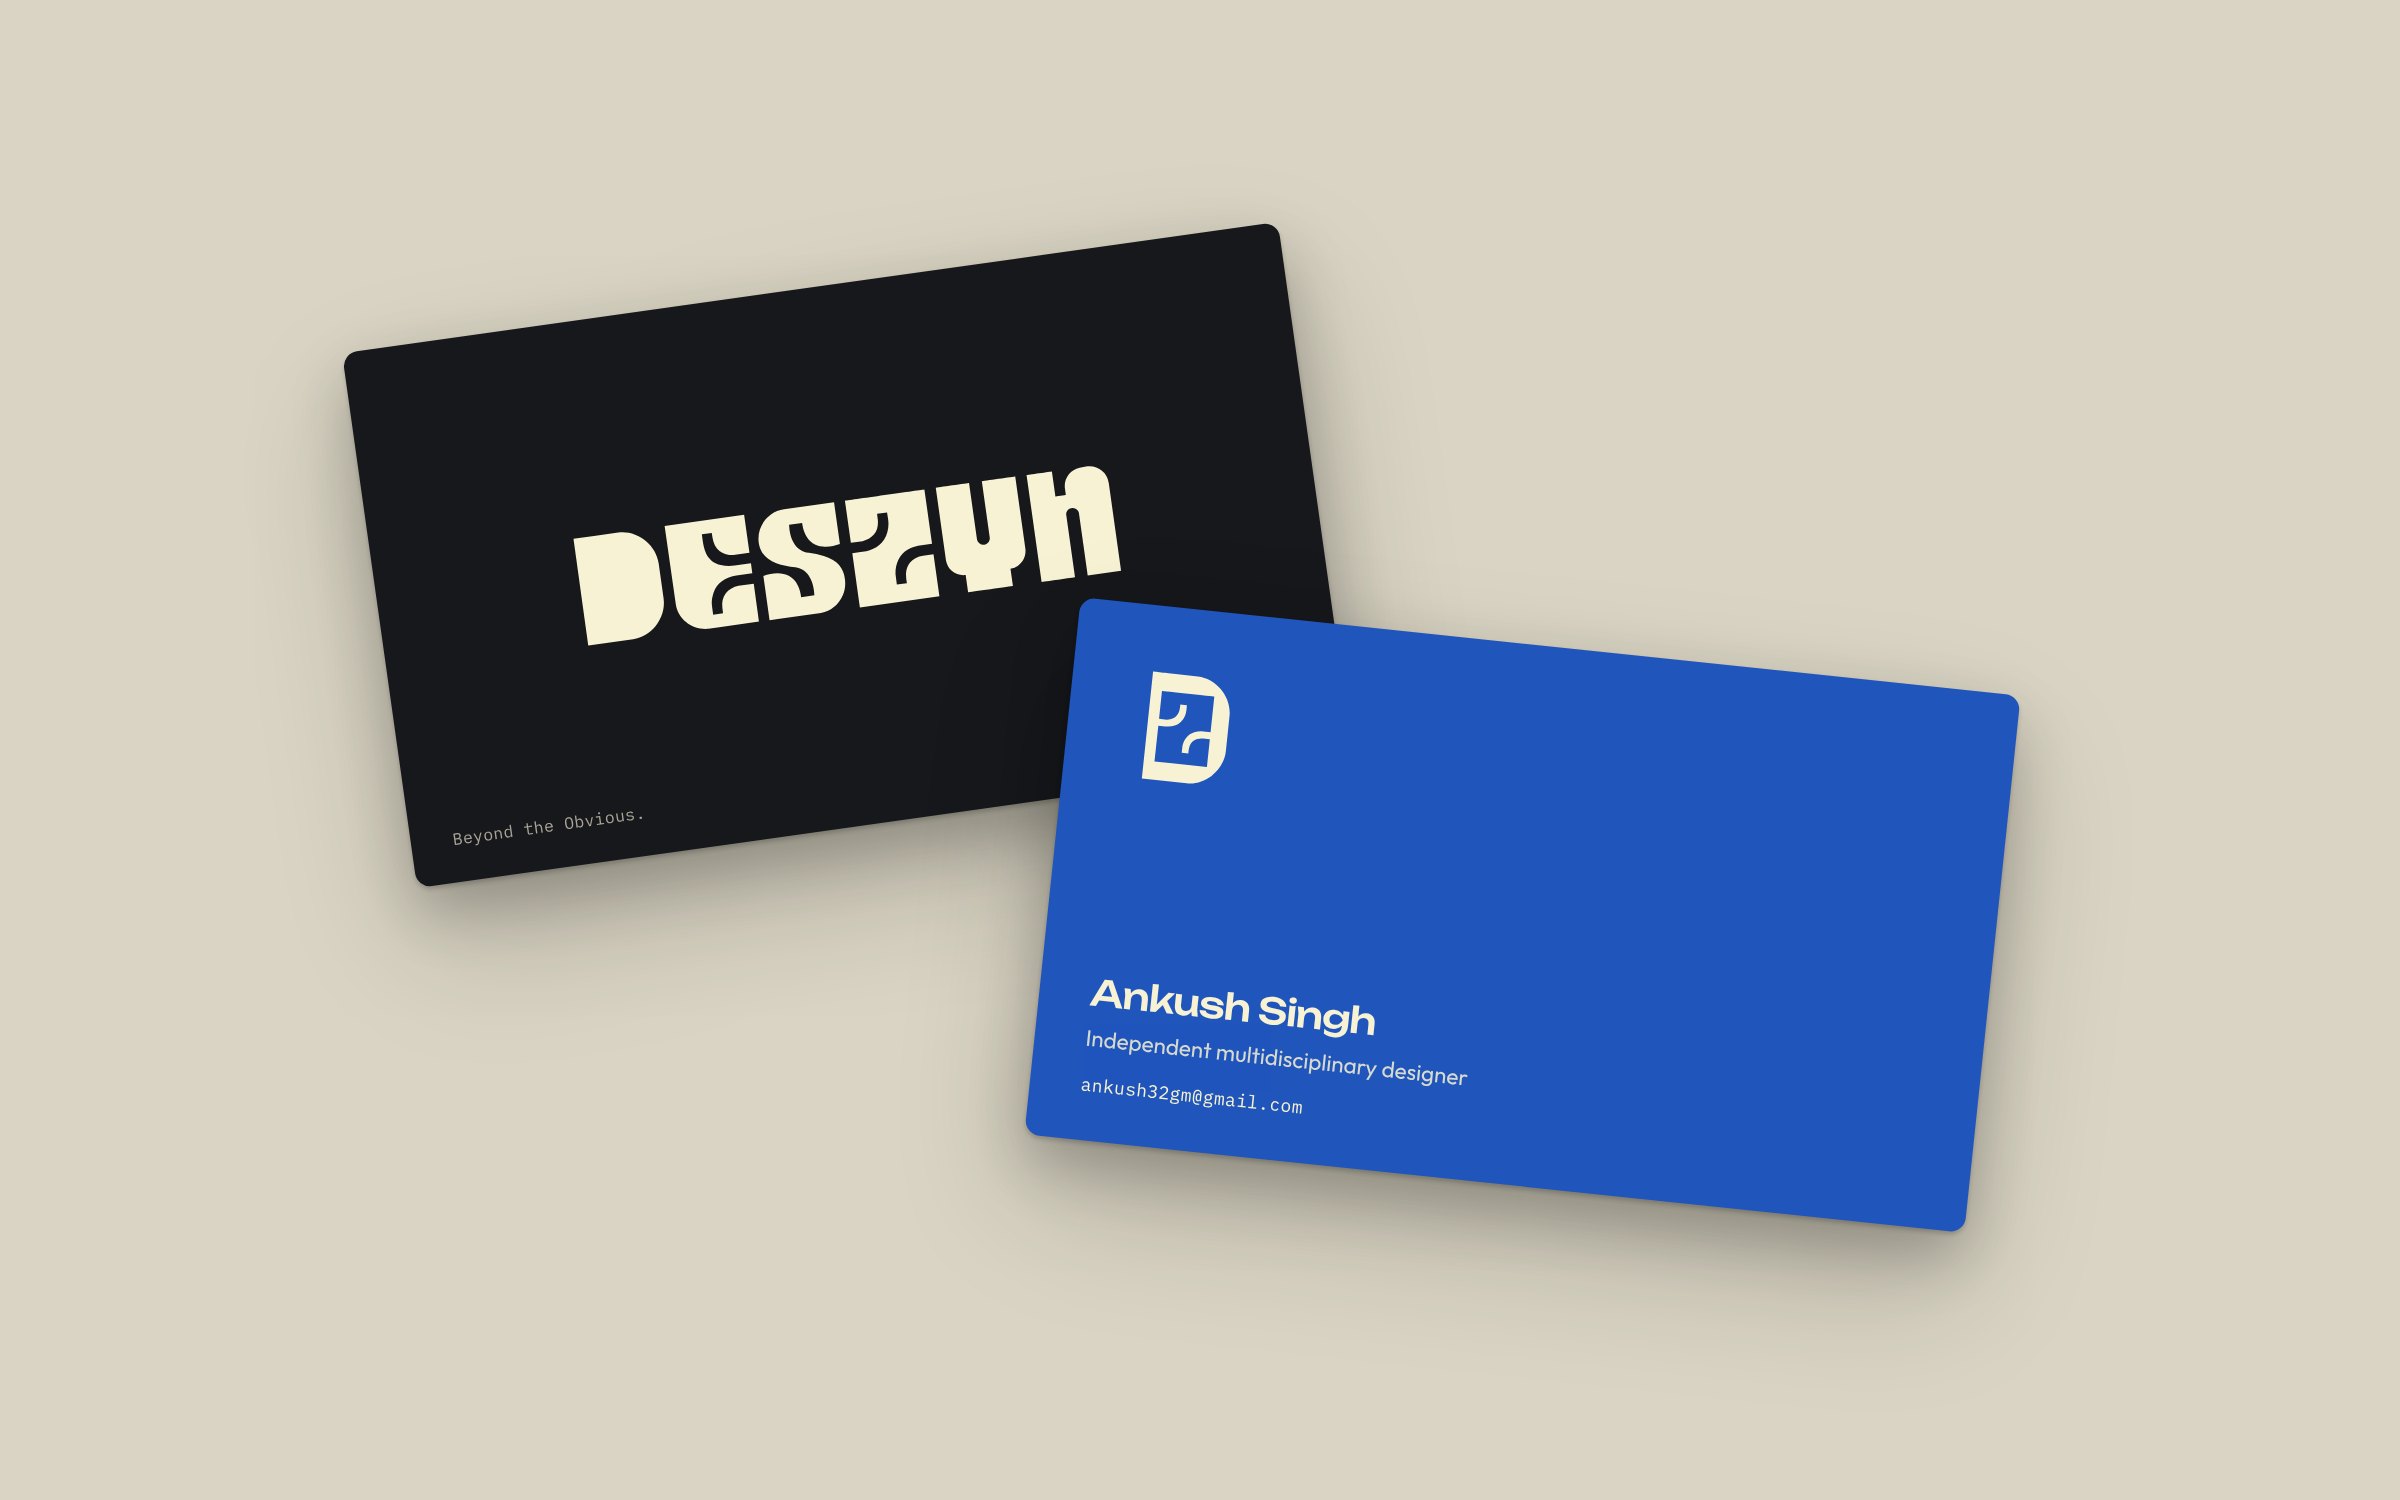 DESZYN
Beyond the Obvious.
D
Ankush Singh
Independent multidisciplinary designer
ankush32gm@gmail.com